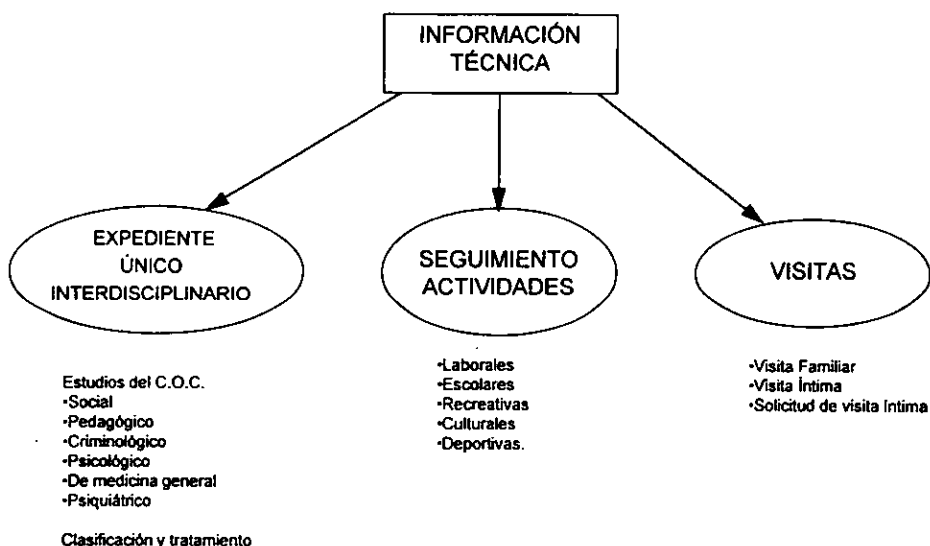 INFORMACIÓN
TÉCNICA
EXPEDIENTE
ÚNICO
INTERDISCIPLINARIO
SEGUIMIENTO
ACTIVIDADES
VISITAS
Estudios del C.O.C.
•Social
•Pedagógico
•Criminológico
•Psicológico
•De medicina general
•Psiquiátrico
Clasificación y tratamiento
•Laborales
•Escolares
•Recreativas
•Culturales
•Deportivas.
•Visita Familiar
•Visita Íntima
•Solicitud de visita íntima